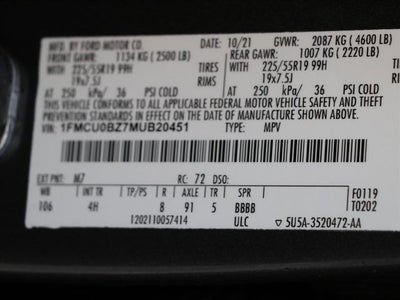 MFD. BY FORD MOTOR CO. 10/21 GVWR: 2087 KG (4600 LB)
FRONT GAWR: 1134 KG (2500 LB) REAR GAWR: 1007 KG (2220 LB)
225/55R19 99H TIRES 225/55R19 99H
19x7.5J RIMS 19x7.5J
AT 250 kPa/ 36 PSI COLD AT 250 kPa/ 36 PSI COLD
THIS VEHICLE CONFORMS TO ALL APPLICABLE FEDERAL MOTOR VEHICLE SAFETY, BUMPER, AND THEFT
PREVENTION STANDARDS IN EFFECT ON THE DATE OF MANUFACTURE SHOWN ABOVE.
VIN: 1FMCU0BZ7MUB20451 TYPE: MPV
EXT PNT: M7 RC: 72 DSO: F0119
WB INT TR TP/PS R AXLE TR SPR T0202
106 4H 8 91 5 BBBB
1202110057414 ULC 5U5A-3520472-AA